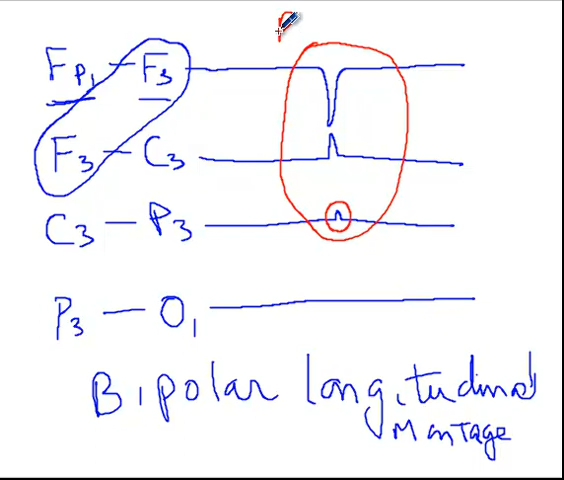 FP1 - F3
F3 - C3
C3 - P3
P3 - O1
Bipolar longitudinal
Montage